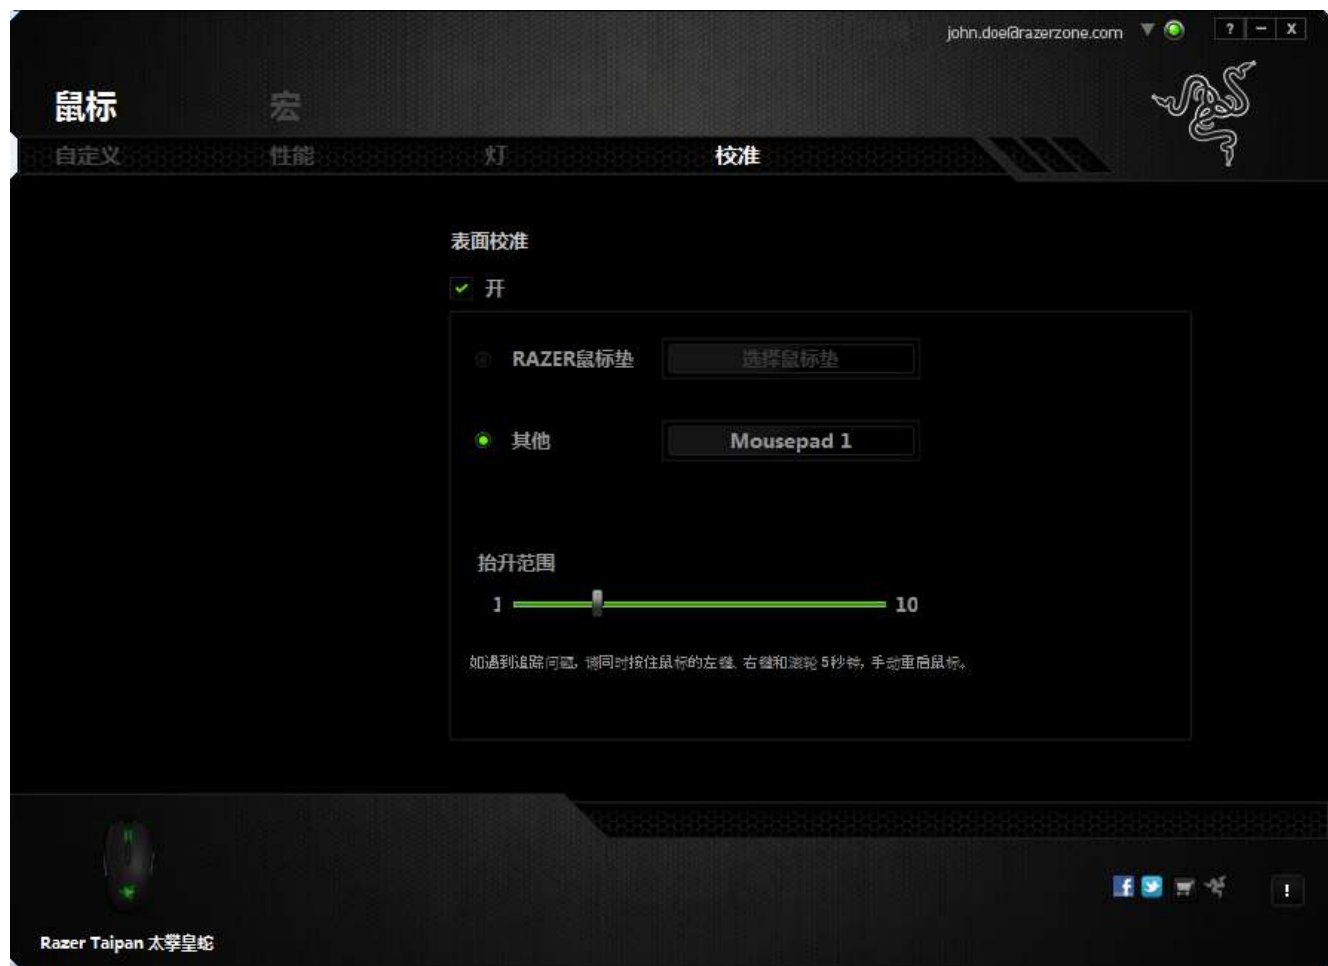 john.doe@razerzone.com
? – X
鼠标 宏
自定义 性能 灯 校准
表面校准
开
RAZER鼠标垫 选择鼠标垫
其他 Mousepad 1
抬升范围
1 10
如遇到追踪问题, 请同时按住鼠标的左键、右键和滚轮 5 秒钟, 手动重启鼠标。
f !
Razer Taipan 太攀皇蛇